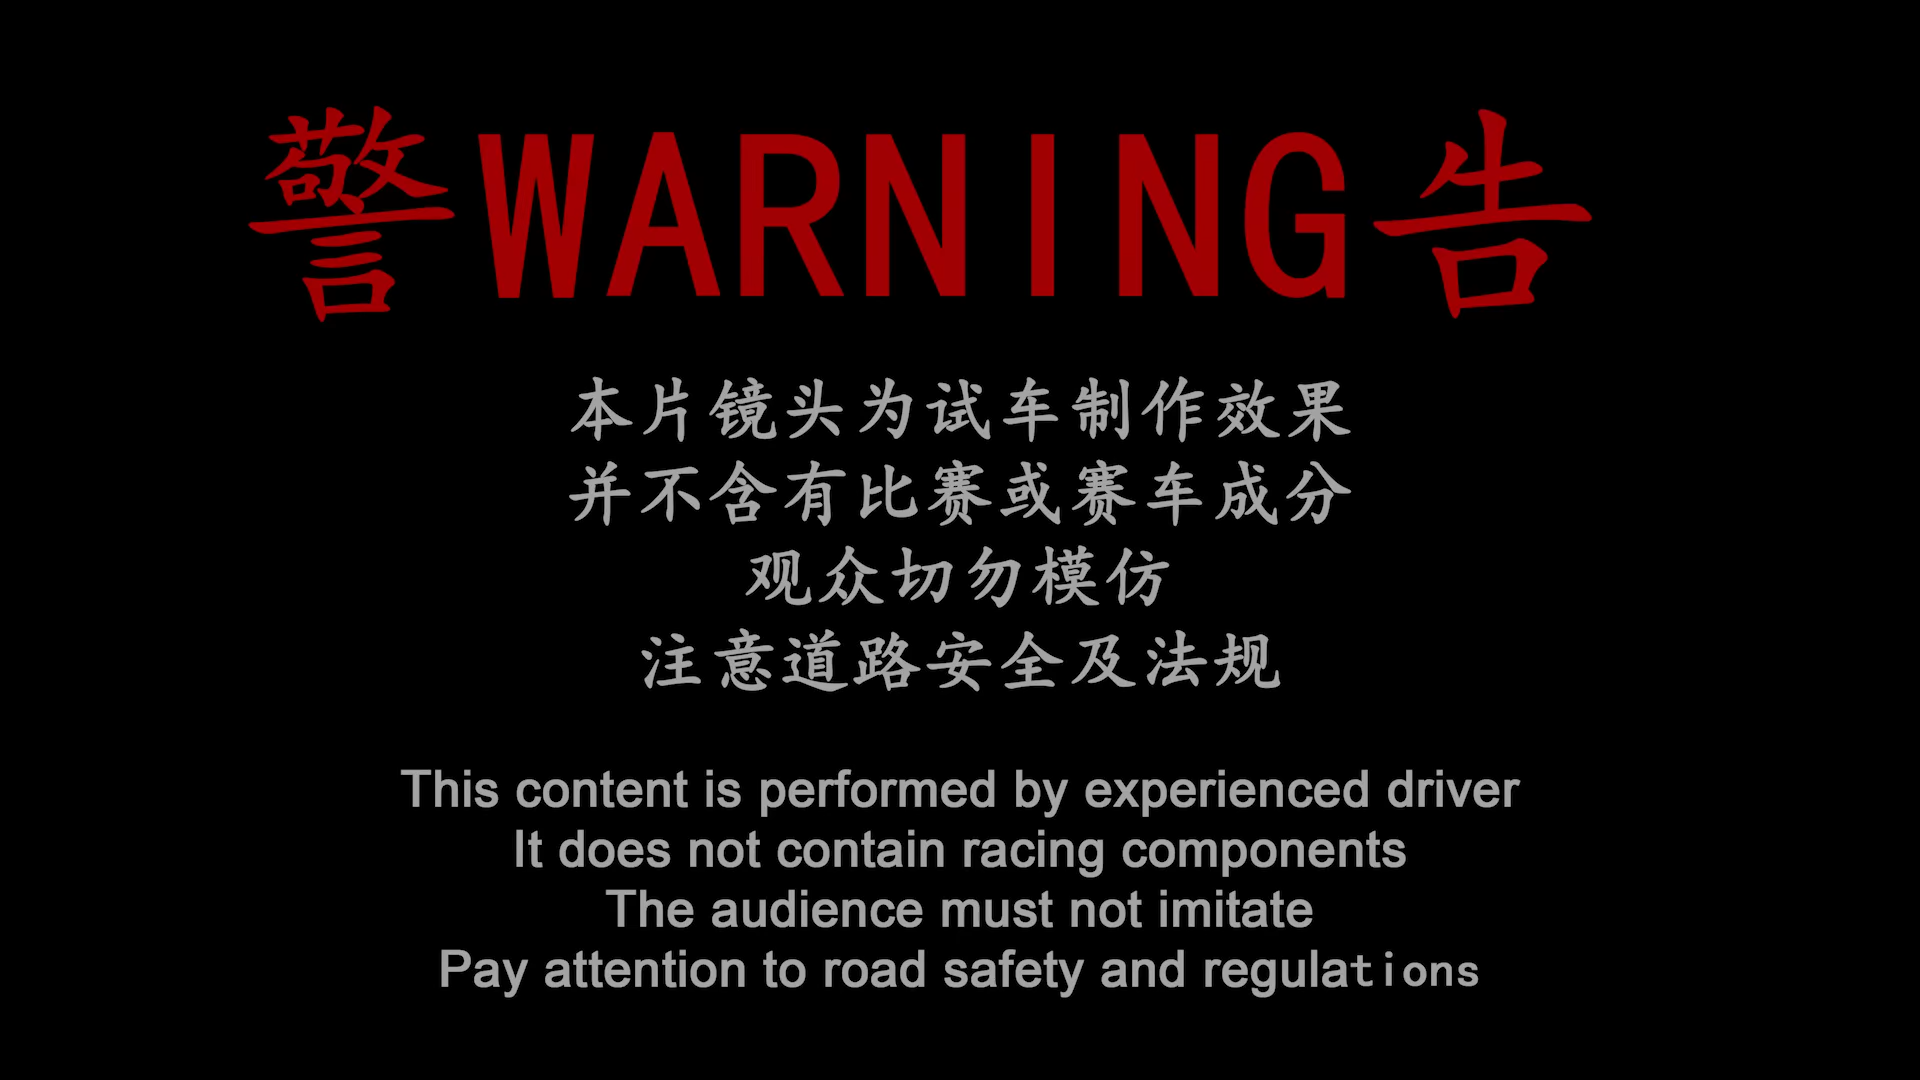 警WARNING告
本片镜头为试车制作效果
并不含有比赛或赛车成分
观众切勿模仿
注意道路安全及法规
This content is performed by experienced driver
It does not contain racing components
The audience must not imitate
Pay attention to road safety and regulations